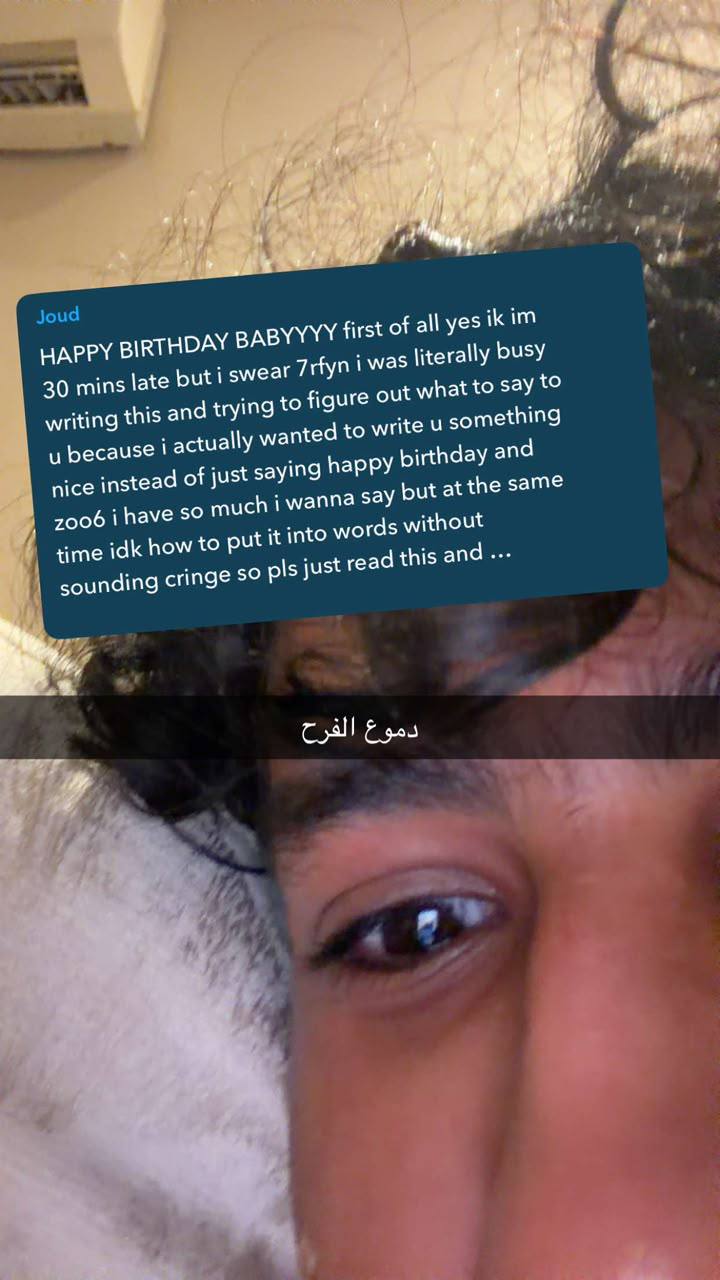 Joud
HAPPY BIRTHDAY BABYYYY first of all yes ik im
30 mins late but i swear 7rfyn i was literally busy
writing this and trying to figure out what to say to
u because i actually wanted to write u something
nice instead of just saying happy birthday and
zoo6 i have so much i wanna say but at the same
time idk how to put it into words without
sounding cringe so pls just read this and ...
دموع الفرح